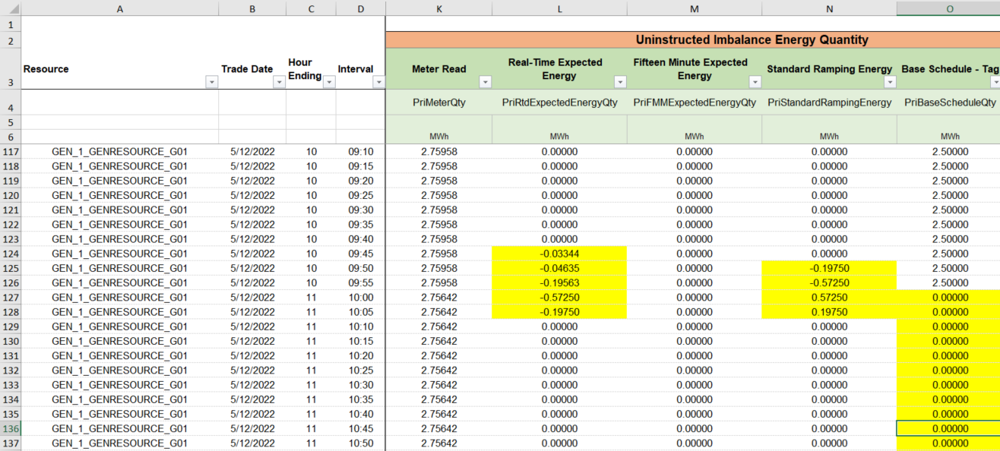 A B C D K L M N O
1
2 Uninstructed Imbalance Energy Quantity
3 Resource Trade Date Hour Ending Interval Meter Read Real-Time Expected Energy Fifteen Minute Expected Energy Standard Ramping Energy Base Schedule - Tag
4 PriMeterQty PriRtdExpectedEnergyQty PriFMMExpectedEnergyQty PriStandardRampingEnergy PriBaseScheduleQty
5
6 MWh MWh MWh MWh MWh
117 GEN_1_GENRESOURCE_G01 5/12/2022 10 09:10 2.75958 0.00000 0.00000 0.00000 2.50000
118 GEN_1_GENRESOURCE_G01 5/12/2022 10 09:15 2.75958 0.00000 0.00000 0.00000 2.50000
119 GEN_1_GENRESOURCE_G01 5/12/2022 10 09:20 2.75958 0.00000 0.00000 0.00000 2.50000
120 GEN_1_GENRESOURCE_G01 5/12/2022 10 09:25 2.75958 0.00000 0.00000 0.00000 2.50000
121 GEN_1_GENRESOURCE_G01 5/12/2022 10 09:30 2.75958 0.00000 0.00000 0.00000 2.50000
122 GEN_1_GENRESOURCE_G01 5/12/2022 10 09:35 2.75958 0.00000 0.00000 0.00000 2.50000
123 GEN_1_GENRESOURCE_G01 5/12/2022 10 09:40 2.75958 0.00000 0.00000 0.00000 2.50000
124 GEN_1_GENRESOURCE_G01 5/12/2022 10 09:45 2.75958 -0.03344 0.00000 0.00000 2.50000
125 GEN_1_GENRESOURCE_G01 5/12/2022 10 09:50 2.75958 -0.04635 0.00000 -0.19750 2.50000
126 GEN_1_GENRESOURCE_G01 5/12/2022 10 09:55 2.75958 -0.19563 0.00000 -0.57250 2.50000
127 GEN_1_GENRESOURCE_G01 5/12/2022 11 10:00 2.75642 -0.57250 0.00000 0.57250 0.00000
128 GEN_1_GENRESOURCE_G01 5/12/2022 11 10:05 2.75642 -0.19750 0.00000 0.19750 0.00000
129 GEN_1_GENRESOURCE_G01 5/12/2022 11 10:10 2.75642 0.00000 0.00000 0.00000 0.00000
130 GEN_1_GENRESOURCE_G01 5/12/2022 11 10:15 2.75642 0.00000 0.00000 0.00000 0.00000
131 GEN_1_GENRESOURCE_G01 5/12/2022 11 10:20 2.75642 0.00000 0.00000 0.00000 0.00000
132 GEN_1_GENRESOURCE_G01 5/12/2022 11 10:25 2.75642 0.00000 0.00000 0.00000 0.00000
133 GEN_1_GENRESOURCE_G01 5/12/2022 11 10:30 2.75642 0.00000 0.00000 0.00000 0.00000
134 GEN_1_GENRESOURCE_G01 5/12/2022 11 10:35 2.75642 0.00000 0.00000 0.00000 0.00000
135 GEN_1_GENRESOURCE_G01 5/12/2022 11 10:40 2.75642 0.00000 0.00000 0.00000 0.00000
136 GEN_1_GENRESOURCE_G01 5/12/2022 11 10:45 2.75642 0.00000 0.00000 0.00000 0.00000
137 GEN_1_GENRESOURCE_G01 5/12/2022 11 10:50 2.75642 0.00000 0.00000 0.00000 0.00000